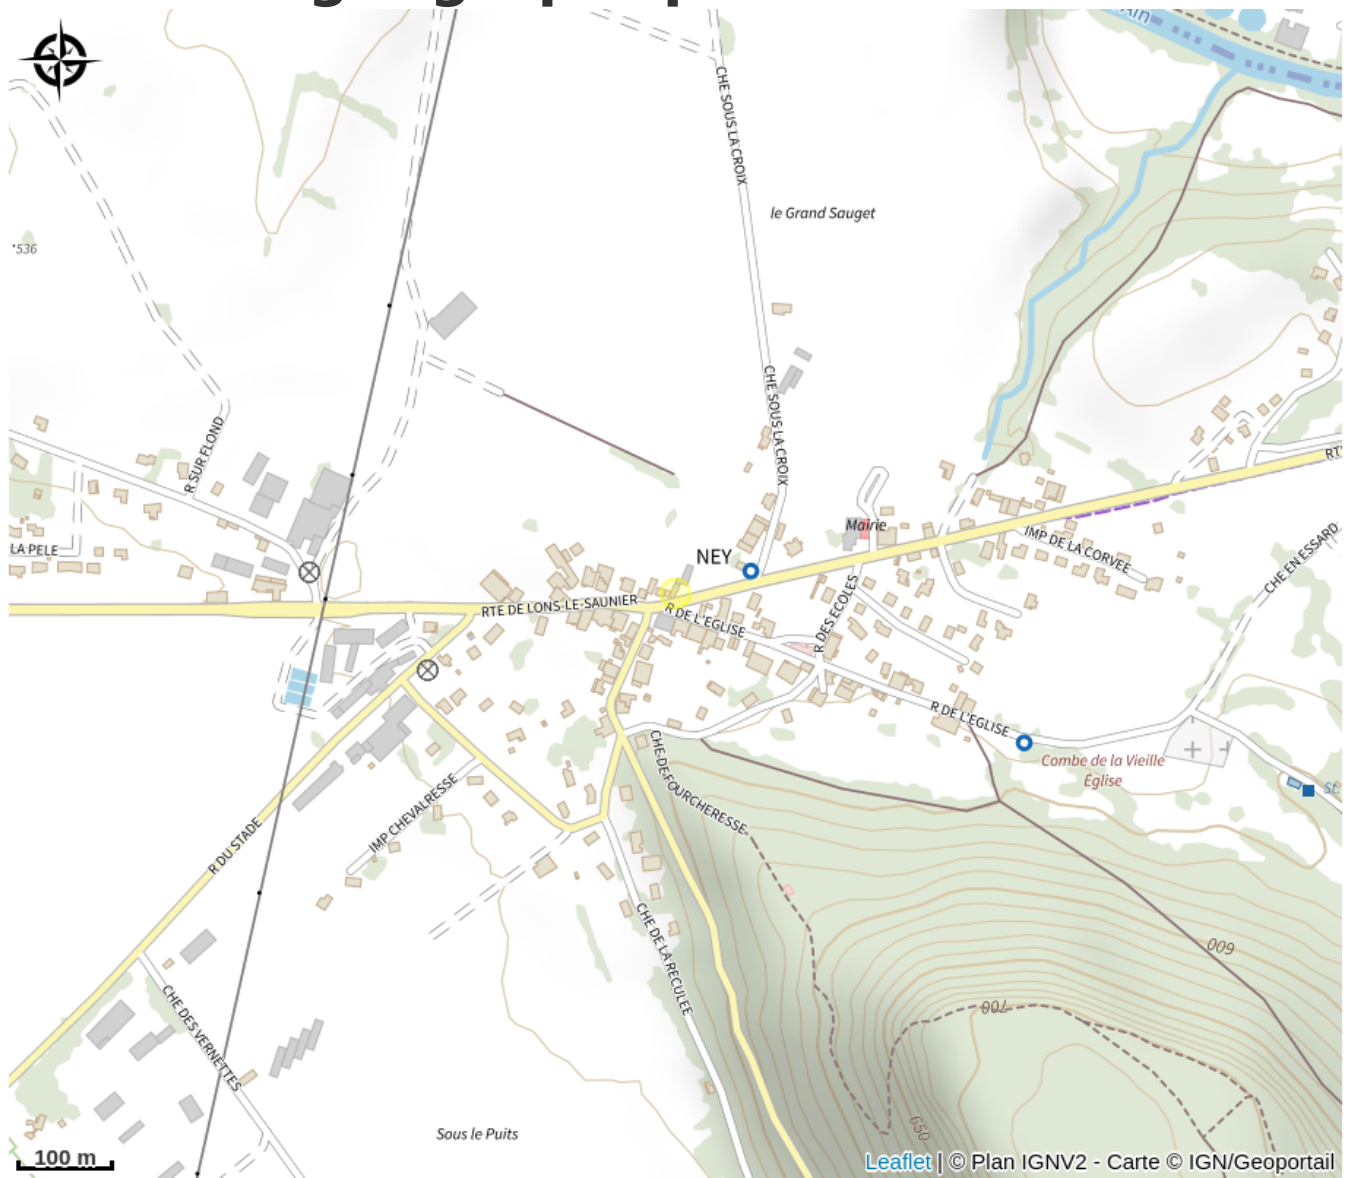 Ain
CHE SOUS LA CROIX
le Grand Sauget
536
CHE SOUS LA CROIX
R SUR FLOND
RT
Mairie
IMP DE LA CORVEE
CHE EN ESSARD
LA PELE
NEY
RTE DE LONS-LE-SAUNIER
R DE L'EGLISE
R DES ECOLES
R DE L'EGLISE
Combe de la Vieille
Église
St.
CHE DE FOURCHERESSE
IMP CHEVALRESSE
R DU STADE
CHE DE LA RECULEE
600
700
CHE DES VERNETTES
650
Sous le Puits
100 m
Leaflet | © Plan IGNV2 - Carte © IGN/Geoportail